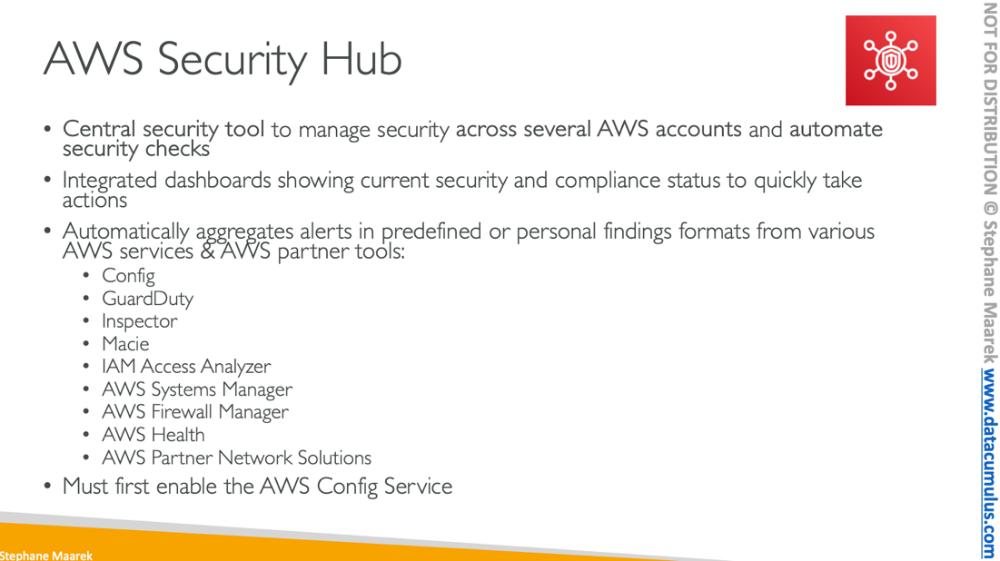 AWS Security Hub
• Central security tool to manage security across several AWS accounts and automate
security checks
• Integrated dashboards showing current security and compliance status to quickly take
actions
• Automatically aggregates alerts in predefined or personal findings formats from various
AWS services & AWS partner tools:
• Config
• GuardDuty
• Inspector
• Macie
• IAM Access Analyzer
• AWS Systems Manager
• AWS Firewall Manager
• AWS Health
• AWS Partner Network Solutions
• Must first enable the AWS Config Service
Stephane Maarek
NOT FOR DISTRIBUTION © Stephane Maarek www.datacumulus.com